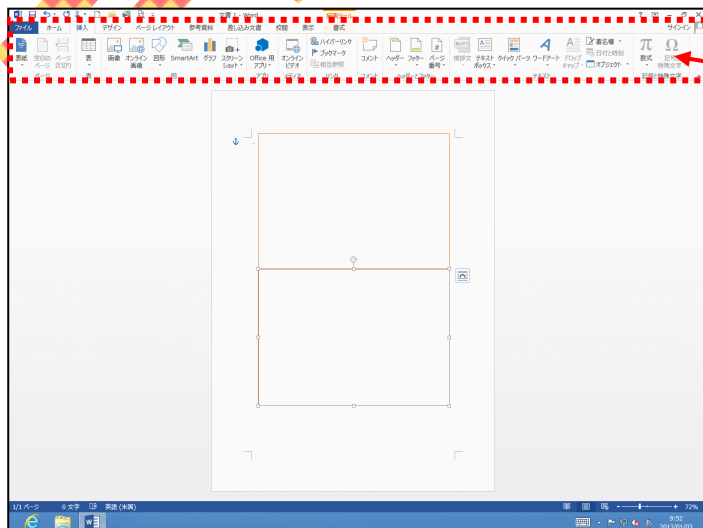 文書 1 - Word
ファイル ホーム 挿入 デザイン ページ レイアウト 参考資料 差し込み文書 校閲 表示 書式 サインイン
表紙 空白の ページ 区切り 表 画像 オンライン 画像 図形 SmartArt グラフ スクリーン ショット Office 用 アプリ オンライン ビデオ ハイパーリンク ブックマーク 相互参照 コメント ヘッダー フッター ページ 番号 挨拶文 テキスト ボックス クイック パーツ ワードアート ドロップ キャップ 署名欄 日付と時刻 オブジェクト 数式 記号と 特殊文字
ページ 表 図 アプリ メディア リンク コメント ヘッダーとフッター テキスト 記号と特殊文字
1/1 ページ 0 文字 英語 (米国) 72%
あ 9:52
2013/01/03